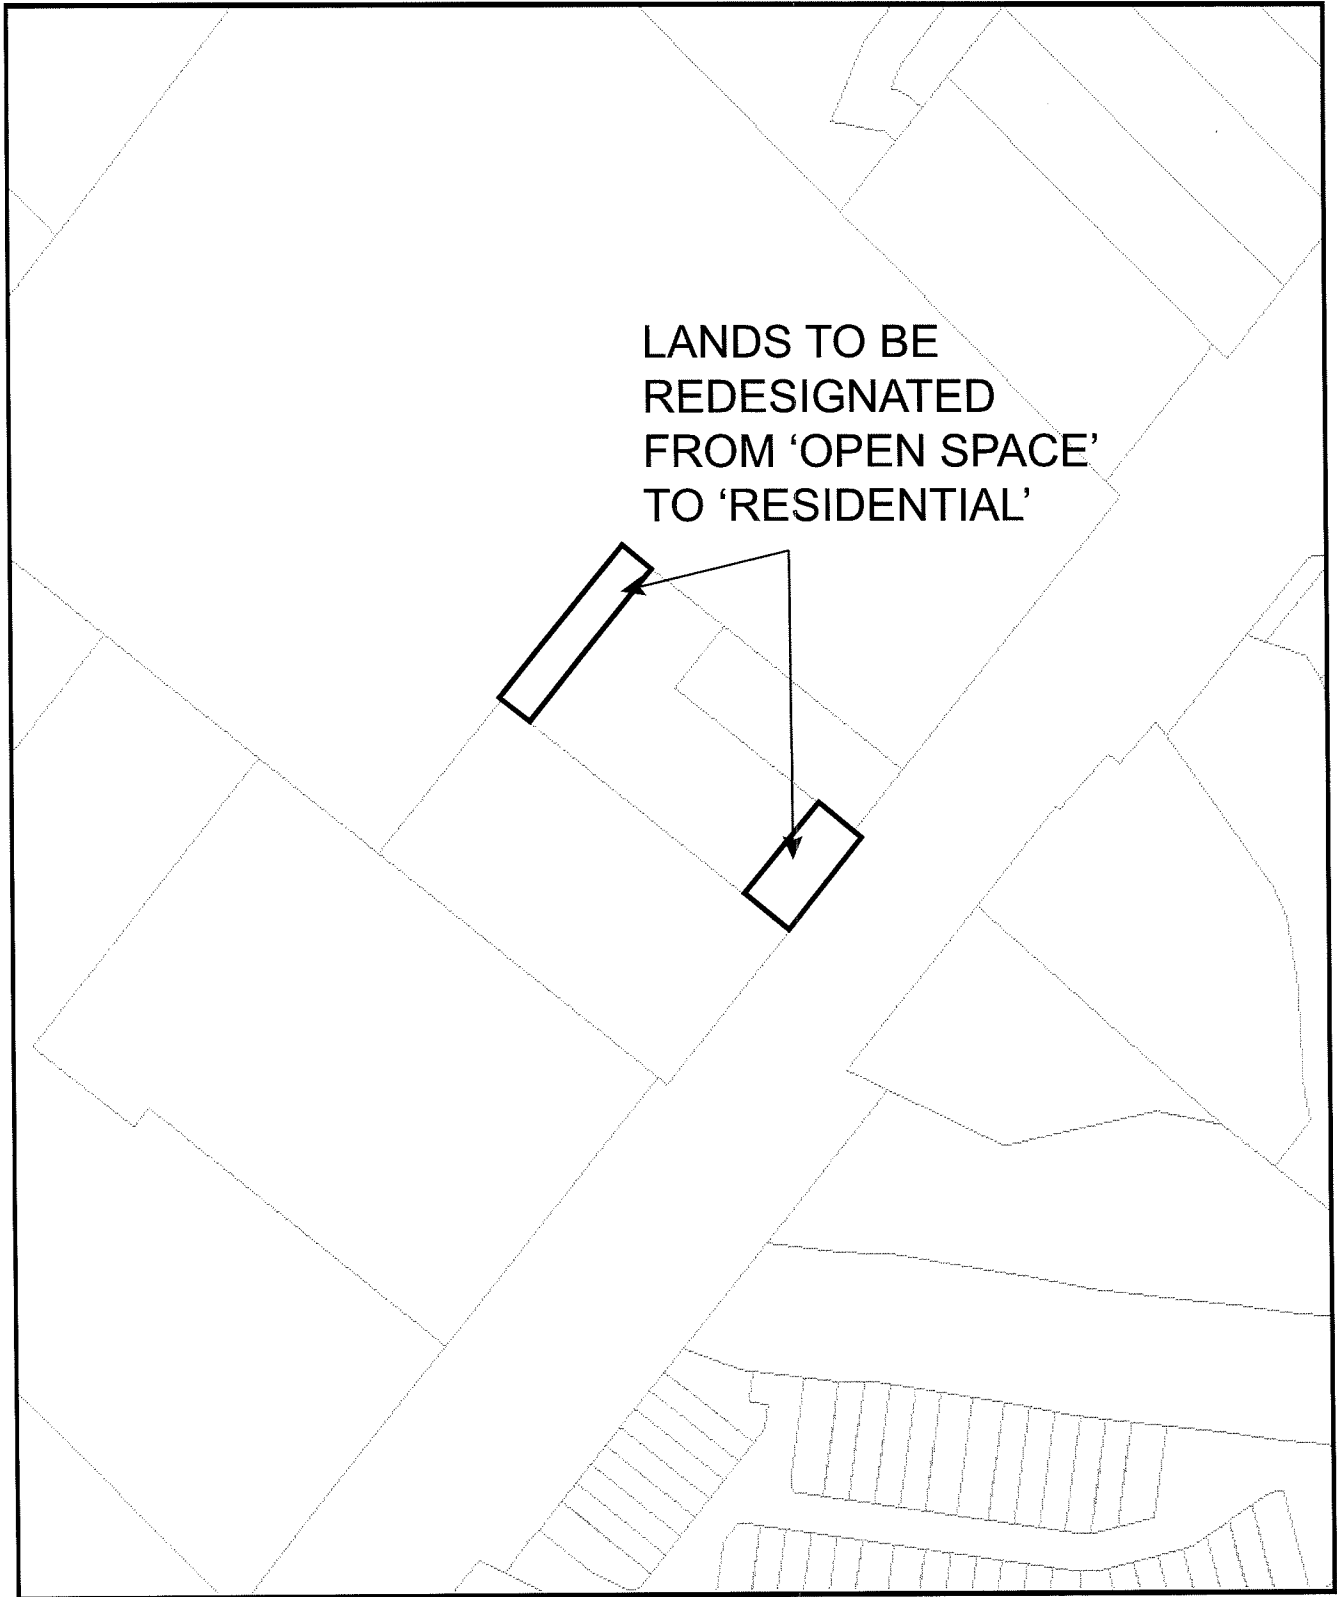 LANDS TO BE
REDESIGNATED
FROM ‘OPEN SPACE’
TO ‘RESIDENTIAL’